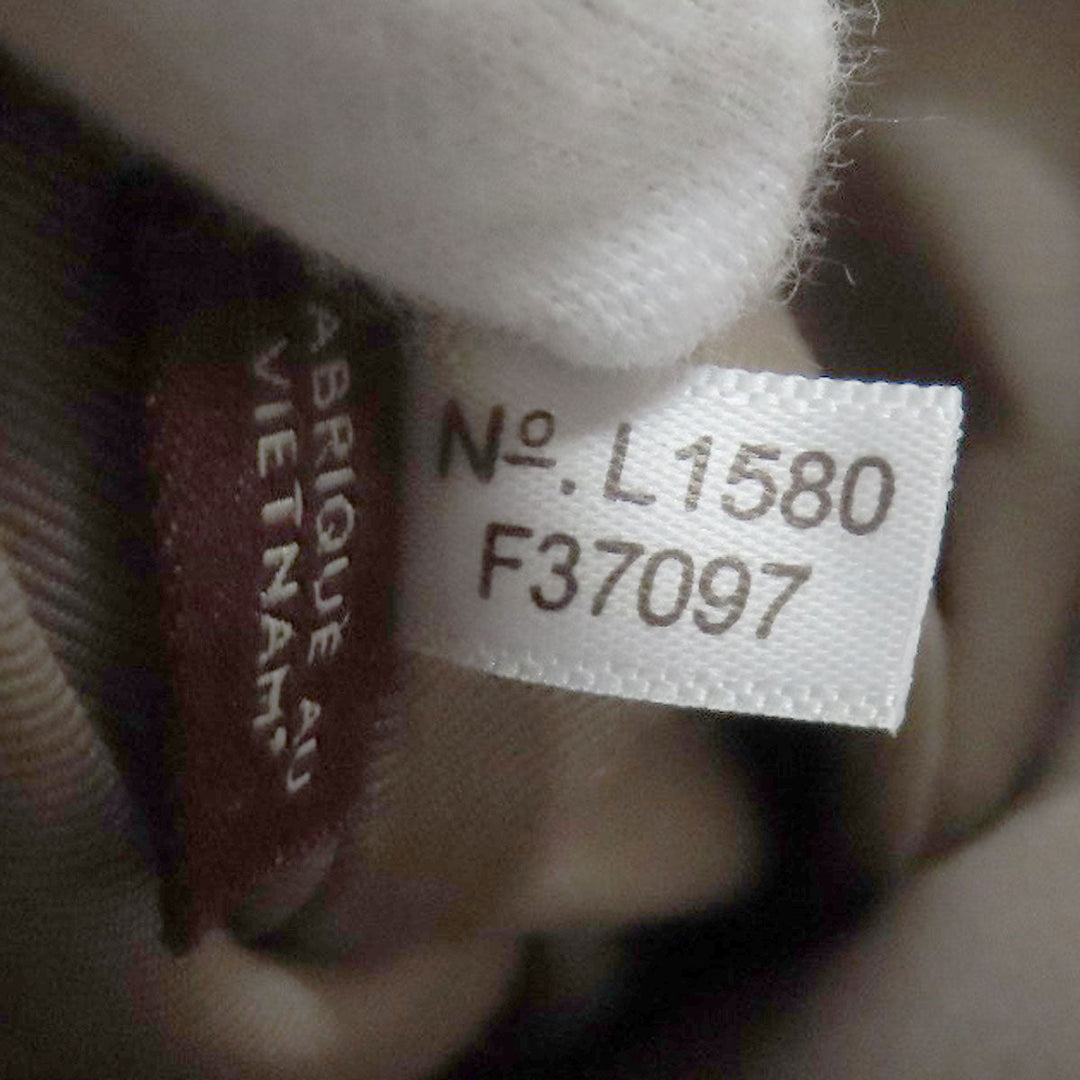 Nº. L1580
F37097
ABRIQUE AU
VIETNAM.